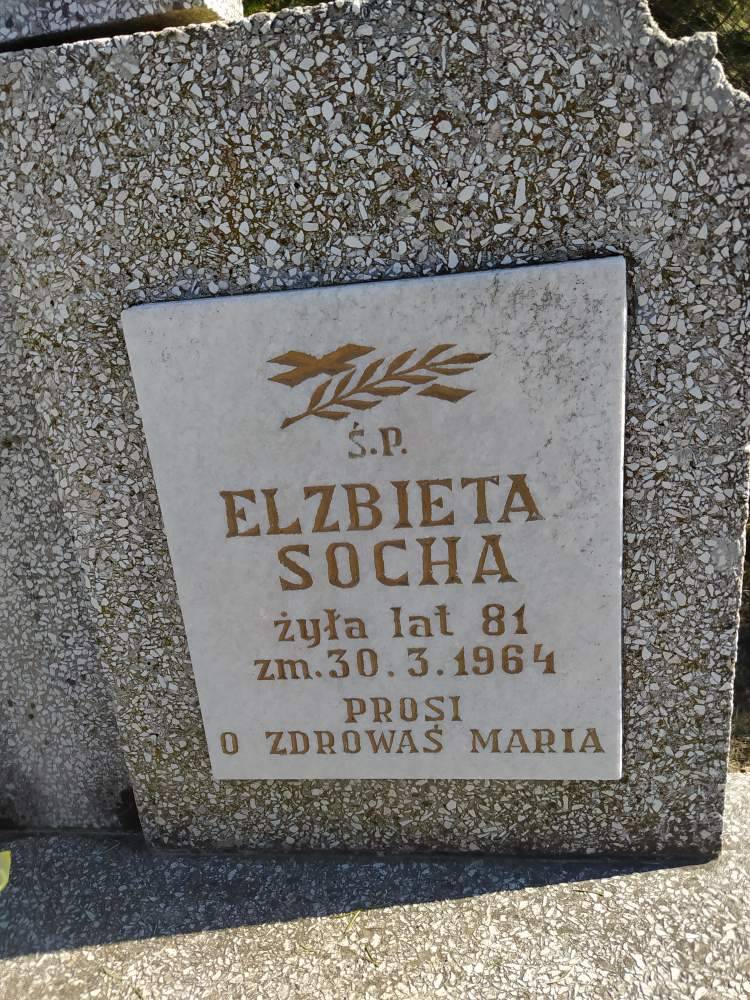 Ś.P.
ELZBIETA
SOCHA
żyła lat 81
zm. 30.3.1964
PROSI
O ZDROWAŚ MARIA